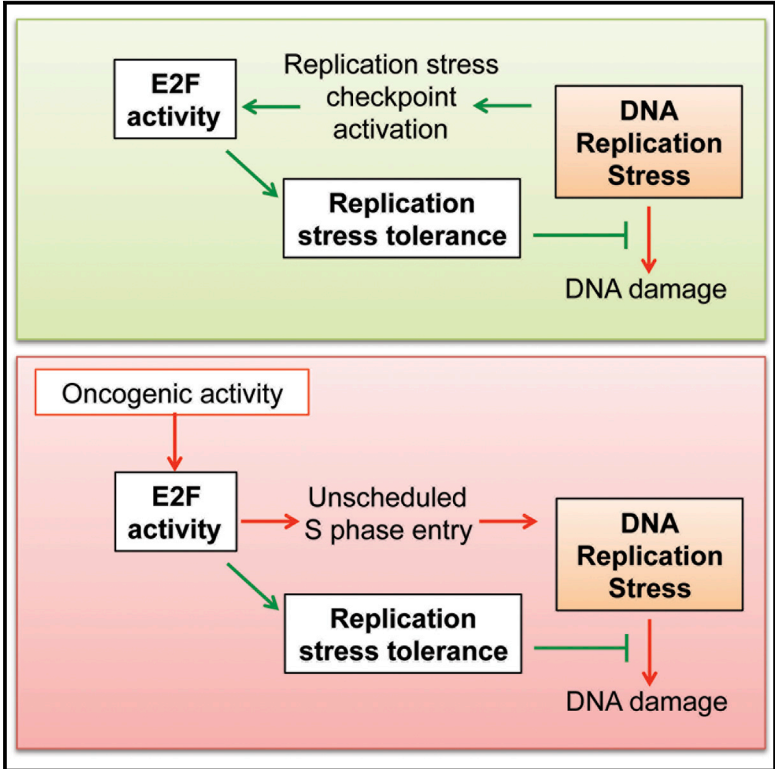 E2F
activity
Replication stress
checkpoint
activation
DNA
Replication
Stress
Replication
stress tolerance
DNA damage
Oncogenic activity
E2F
activity
Unscheduled
S phase entry
DNA
Replication
Stress
Replication
stress tolerance
DNA damage